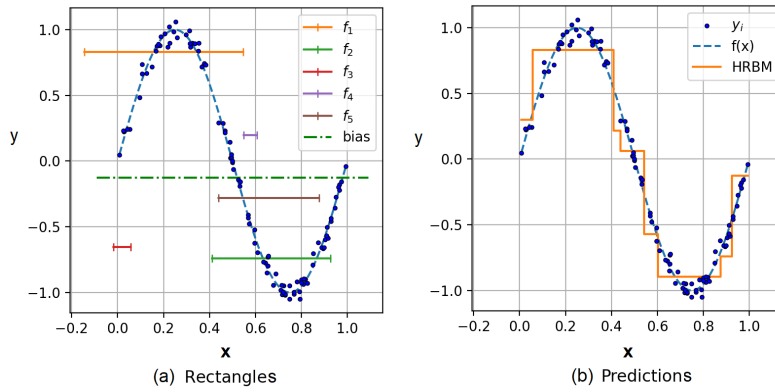 f₁
f₂
f₃
f₄
f₅
bias
1.0
0.5
0.0
−0.5
−1.0
y
−0.2
0.0
0.2
0.4
0.6
0.8
1.0
x
(a) Rectangles
yᵢ
f(x)
HRBM
1.0
0.5
0.0
−0.5
−1.0
y
−0.2
0.0
0.2
0.4
0.6
0.8
1.0
x
(b) Predictions